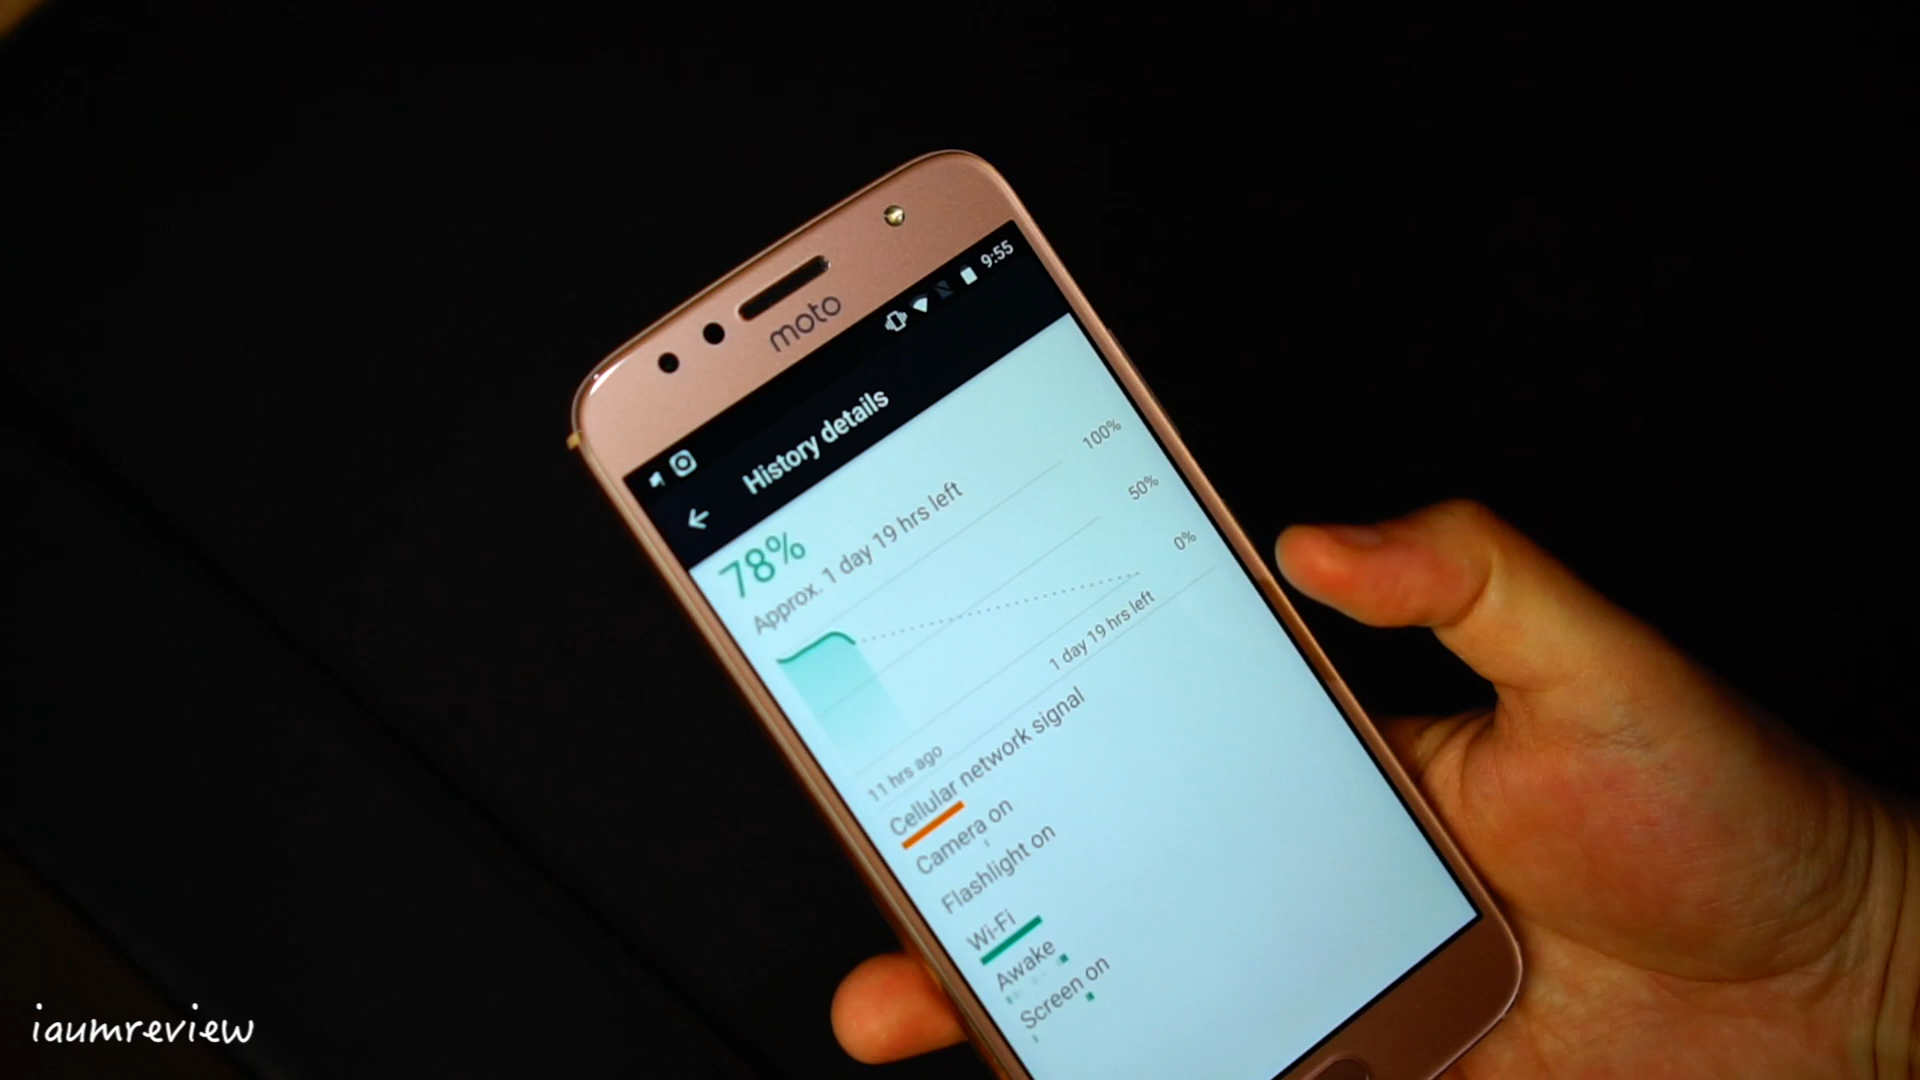 moto
9:55
History details
78%
Approx. 1 day 19 hrs left
100%
50%
0%
11 hrs ago
1 day 19 hrs left
Cellular network signal
Camera on
Flashlight on
Wi-Fi
Awake
Screen on
iaumreview